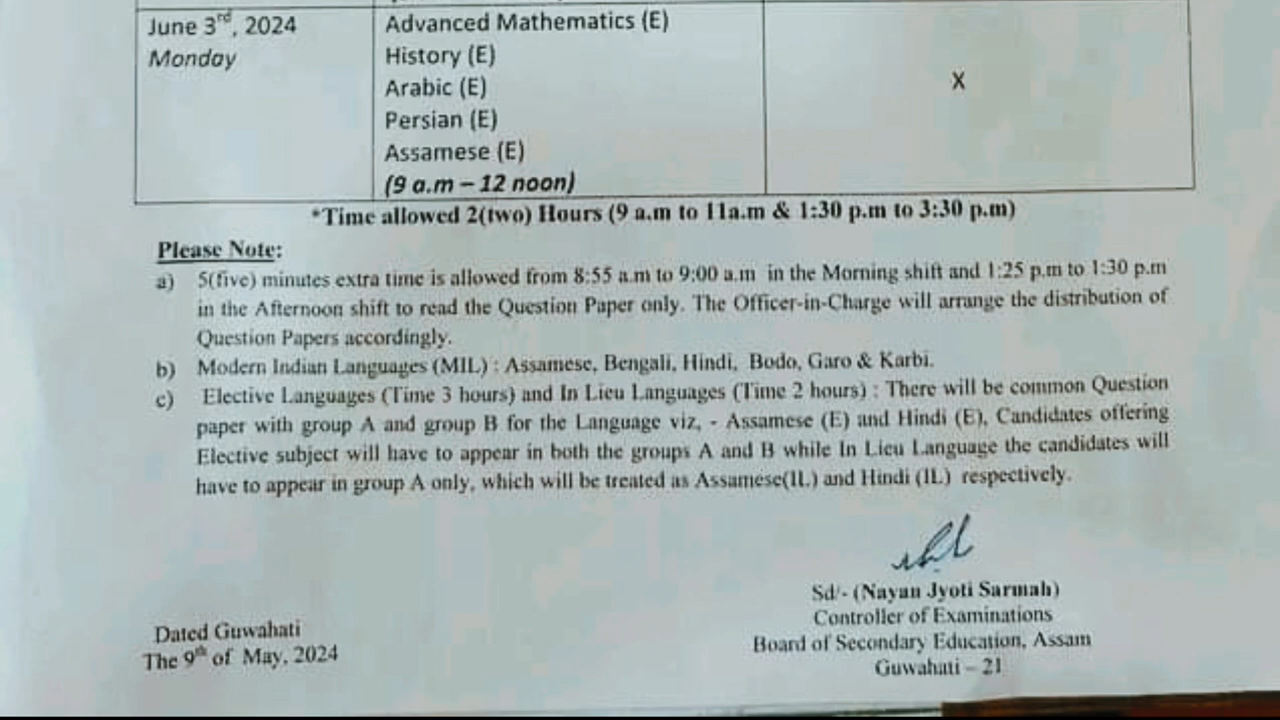 June 3rd, 2024
Monday
Advanced Mathematics (E)
History (E)
Arabic (E)
Persian (E)
Assamese (E)
(9 a.m – 12 noon)
X
*Time allowed 2(two) Hours (9 a.m to 11a.m & 1:30 p.m to 3:30 p.m)
Please Note:
a) 5(five) minutes extra time is allowed from 8:55 a.m to 9:00 a.m in the Morning shift and 1:25 p.m to 1:30 p.m
in the Afternoon shift to read the Question Paper only. The Officer-in-Charge will arrange the distribution of
Question Papers accordingly.
b) Modern Indian Languages (MIL) : Assamese, Bengali, Hindi, Bodo, Garo & Karbi.
c) Elective Languages (Time 3 hours) and In Lieu Languages (Time 2 hours) : There will be common Question
paper with group A and group B for the Language viz, - Assamese (E) and Hindi (E), Candidates offering
Elective subject will have to appear in both the groups A and B while In Lieu Language the candidates will
have to appear in group A only, which will be treated as Assamese(IL) and Hindi (IL) respectively.
Sd/- (Nayan Jyoti Sarmah)
Controller of Examinations
Board of Secondary Education, Assam
Guwahati – 21
Dated Guwahati
The 9th of May, 2024